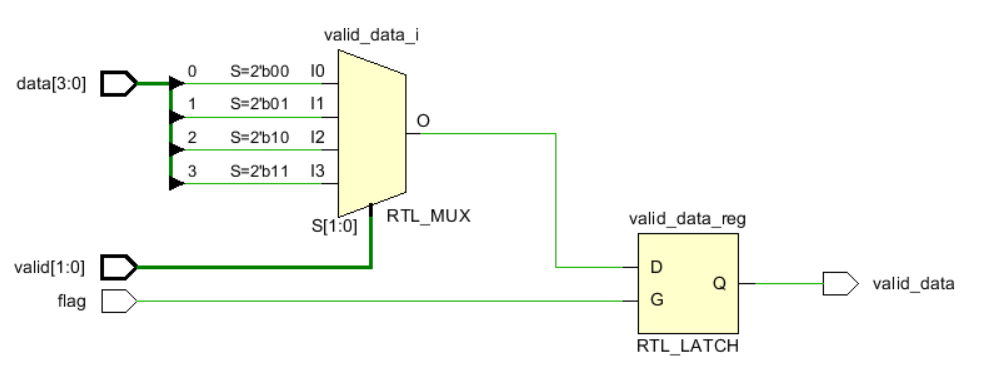 valid_data_i
data[3:0]
0 S=2'b00 I0
1 S=2'b01 I1
2 S=2'b10 I2
3 S=2'b11 I3
O
S[1:0]
RTL_MUX
valid[1:0]
flag
valid_data_reg
D
G
Q
RTL_LATCH
valid_data